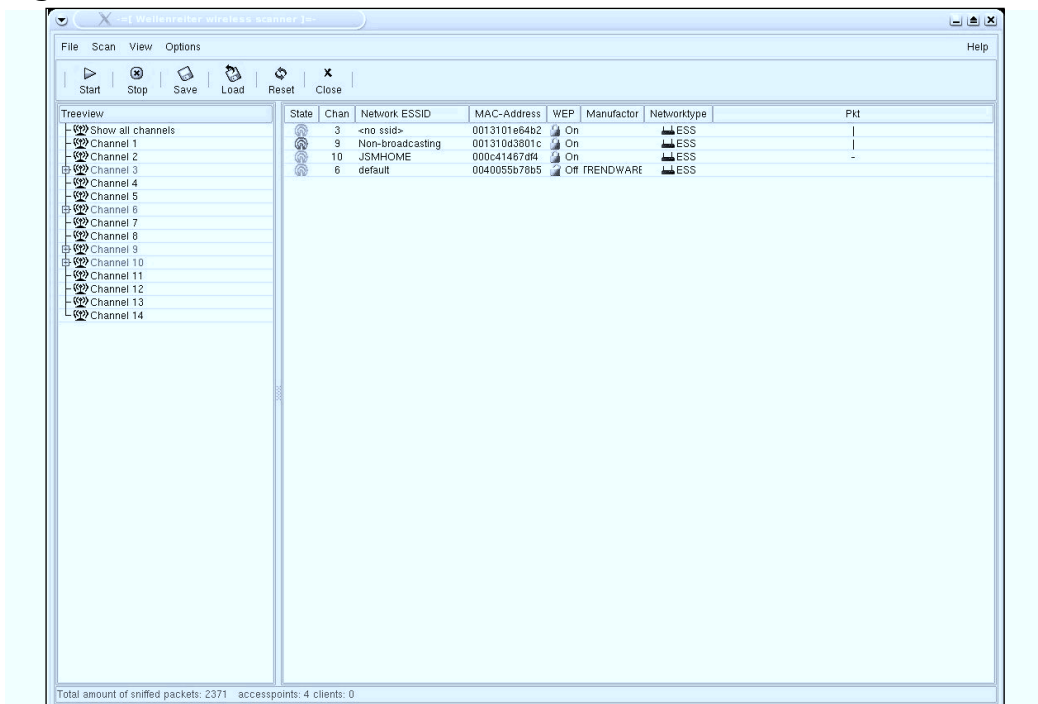 -=[ Wellenreiter wireless scanner ]=-
File Scan View Options Help
Start Stop Save Load Reset Close
Treeview
Show all channels
Channel 1
Channel 2
Channel 3
Channel 4
Channel 5
Channel 6
Channel 7
Channel 8
Channel 9
Channel 10
Channel 11
Channel 12
Channel 13
Channel 14
State Chan Network ESSID MAC-Address WEP Manufactor Networktype Pkt
3 <no ssid> 0013101e64b2 On ESS |
9 Non-broadcasting 001310d3801c On ESS |
10 JSMHOME 000c41467df4 On ESS -
6 default 0040055b78b5 Off TRENDWARE ESS
Total amount of sniffed packets: 2371 accesspoints: 4 clients: 0